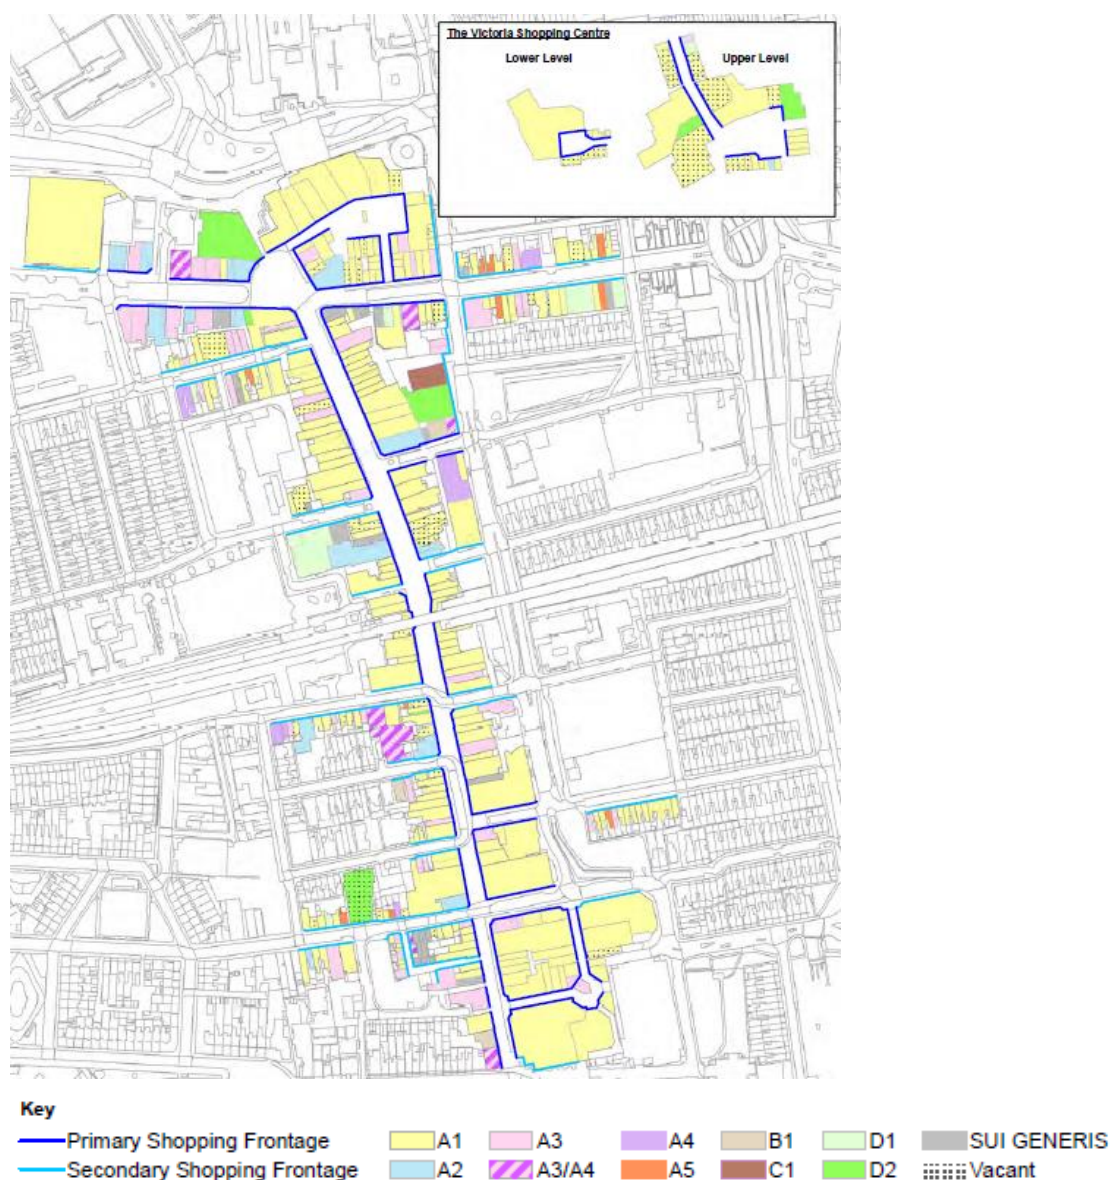 The Victoria Shopping Centre
Lower Level
Upper Level
Key
Primary Shopping Frontage
A1
A3
A4
B1
D1
SUI GENERIS
Secondary Shopping Frontage
A2
A3/A4
A5
C1
D2
Vacant